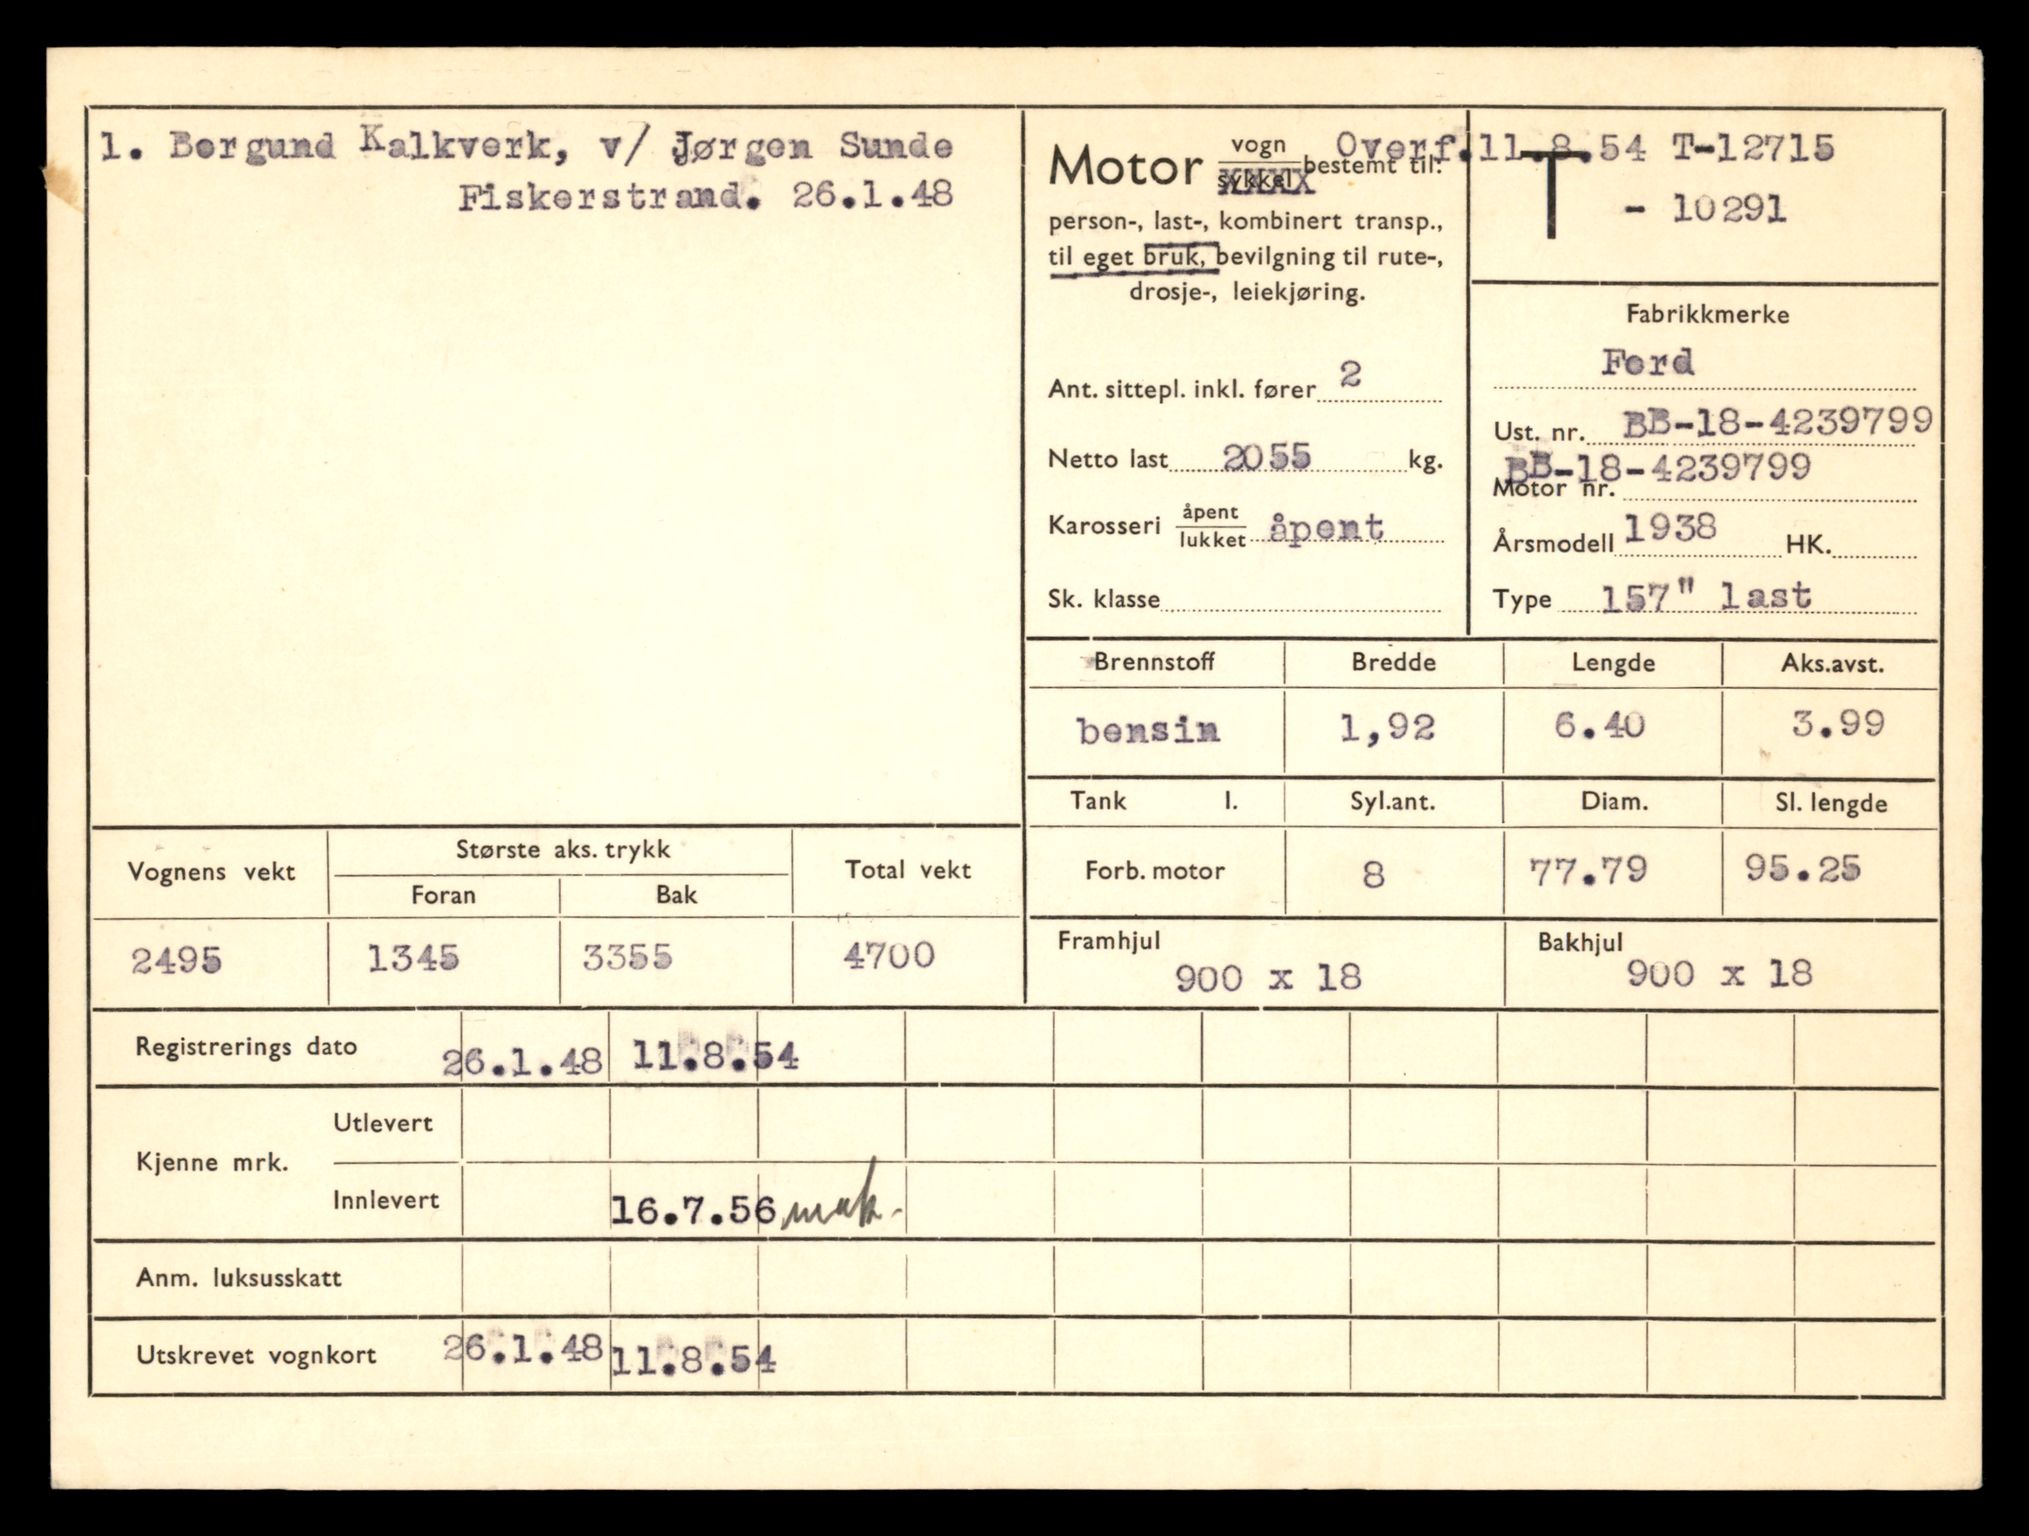 1. Borgund Kalkverk, v/ Jørgen Sunde
Fiskerstrand. 26.1.48
Motor vogn bestemt til:
sykkel
person-, last-, kombinert transp.,
til eget bruk, bevilgning til rute-,
drosje-, leiekjøring.
Ant. sittepl. inkl. fører 2
Netto last 2055 kg.
Karosseri åpent lukket åpent
Sk. klasse
Overf.11.8.54 T-12715
T - 10291
Fabrikkmerke
Ford
Ust. nr. BB-18-4239799
BB-18-4239799
Motor nr.
Årsmodell 1938 HK.
Type 157" last
Brennstoff Bredde Lengde Aks.avst.
bensin 1,92 6.40 3.99
Tank l. Syl.ant. Diam. Sl. lengde
Forb. motor 8 77.79 95.25
Framhjul Bakhjul
900 x 18 900 x 18
Vognens vekt Største aks. trykk Total vekt
Foran Bak
2495 1345 3355 4700
Registrerings dato 26.1.48 11.8.54
Kjenne mrk. Utlevert
Innlevert 16.7.56
Anm. luksusskatt
Utskrevet vognkort 26.1.48 11.8.54